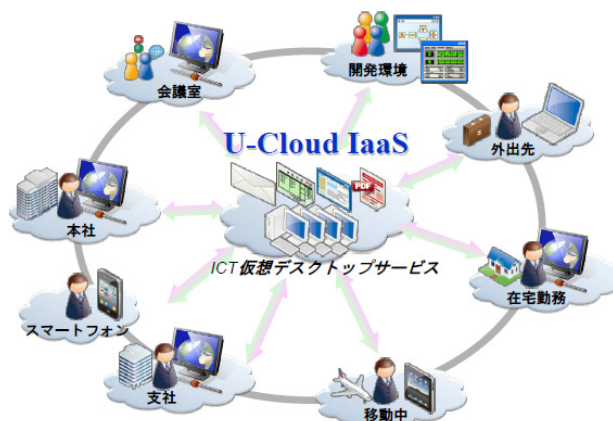 会議室
開発環境
U-Cloud IaaS
外出先
PDF
本社
ICT仮想デスクトップサービス
在宅勤務
スマートフォン
支社
移動中